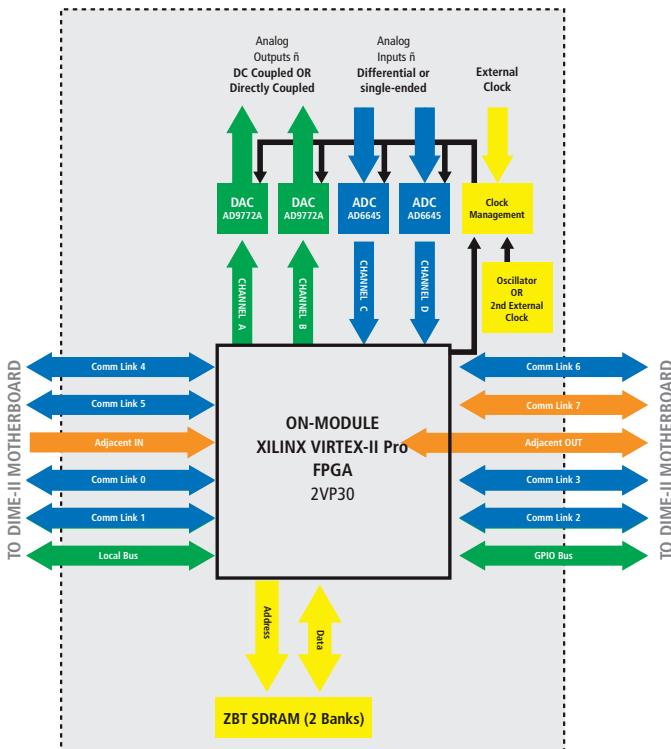 Analog
Outputs ñ
DC Coupled OR
Directly Coupled
Analog
Inputs ñ
Differential or
single-ended
External
Clock
DAC
AD9772A
DAC
AD9772A
ADC
AD6645
ADC
AD6645
Clock
Management
CHANNEL A
CHANNEL B
CHANNEL C
CHANNEL D
Oscillator
OR
2nd External
Clock
TO DIME-II MOTHERBOARD
Comm Link 4
Comm Link 5
Adjacent IN
Comm Link 0
Comm Link 1
Local Bus
ON-MODULE
XILINX VIRTEX-II Pro
FPGA
2VP30
Comm Link 6
Comm Link 7
Adjacent OUT
Comm Link 3
Comm Link 2
GPIO Bus
TO DIME-II MOTHERBOARD
Address
Data
ZBT SDRAM (2 Banks)